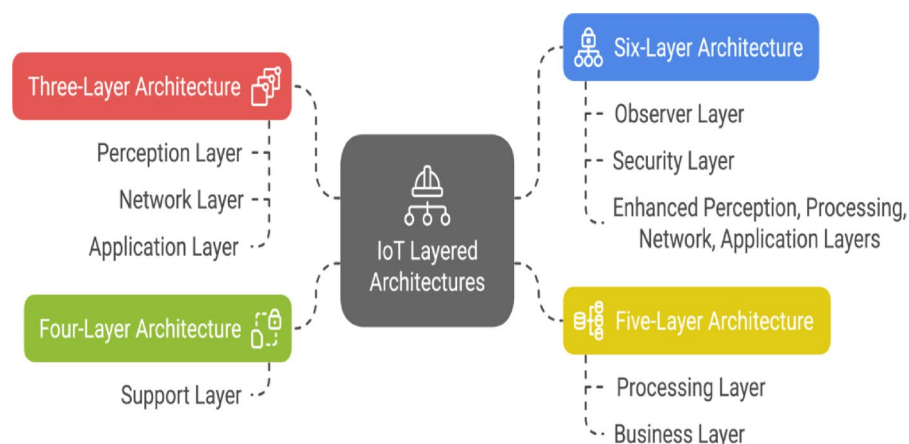 Three-Layer Architecture
Perception Layer
Network Layer
Application Layer
Four-Layer Architecture
Support Layer
IoT Layered
Architectures
Six-Layer Architecture
Observer Layer
Security Layer
Enhanced Perception, Processing,
Network, Application Layers
Five-Layer Architecture
Processing Layer
Business Layer